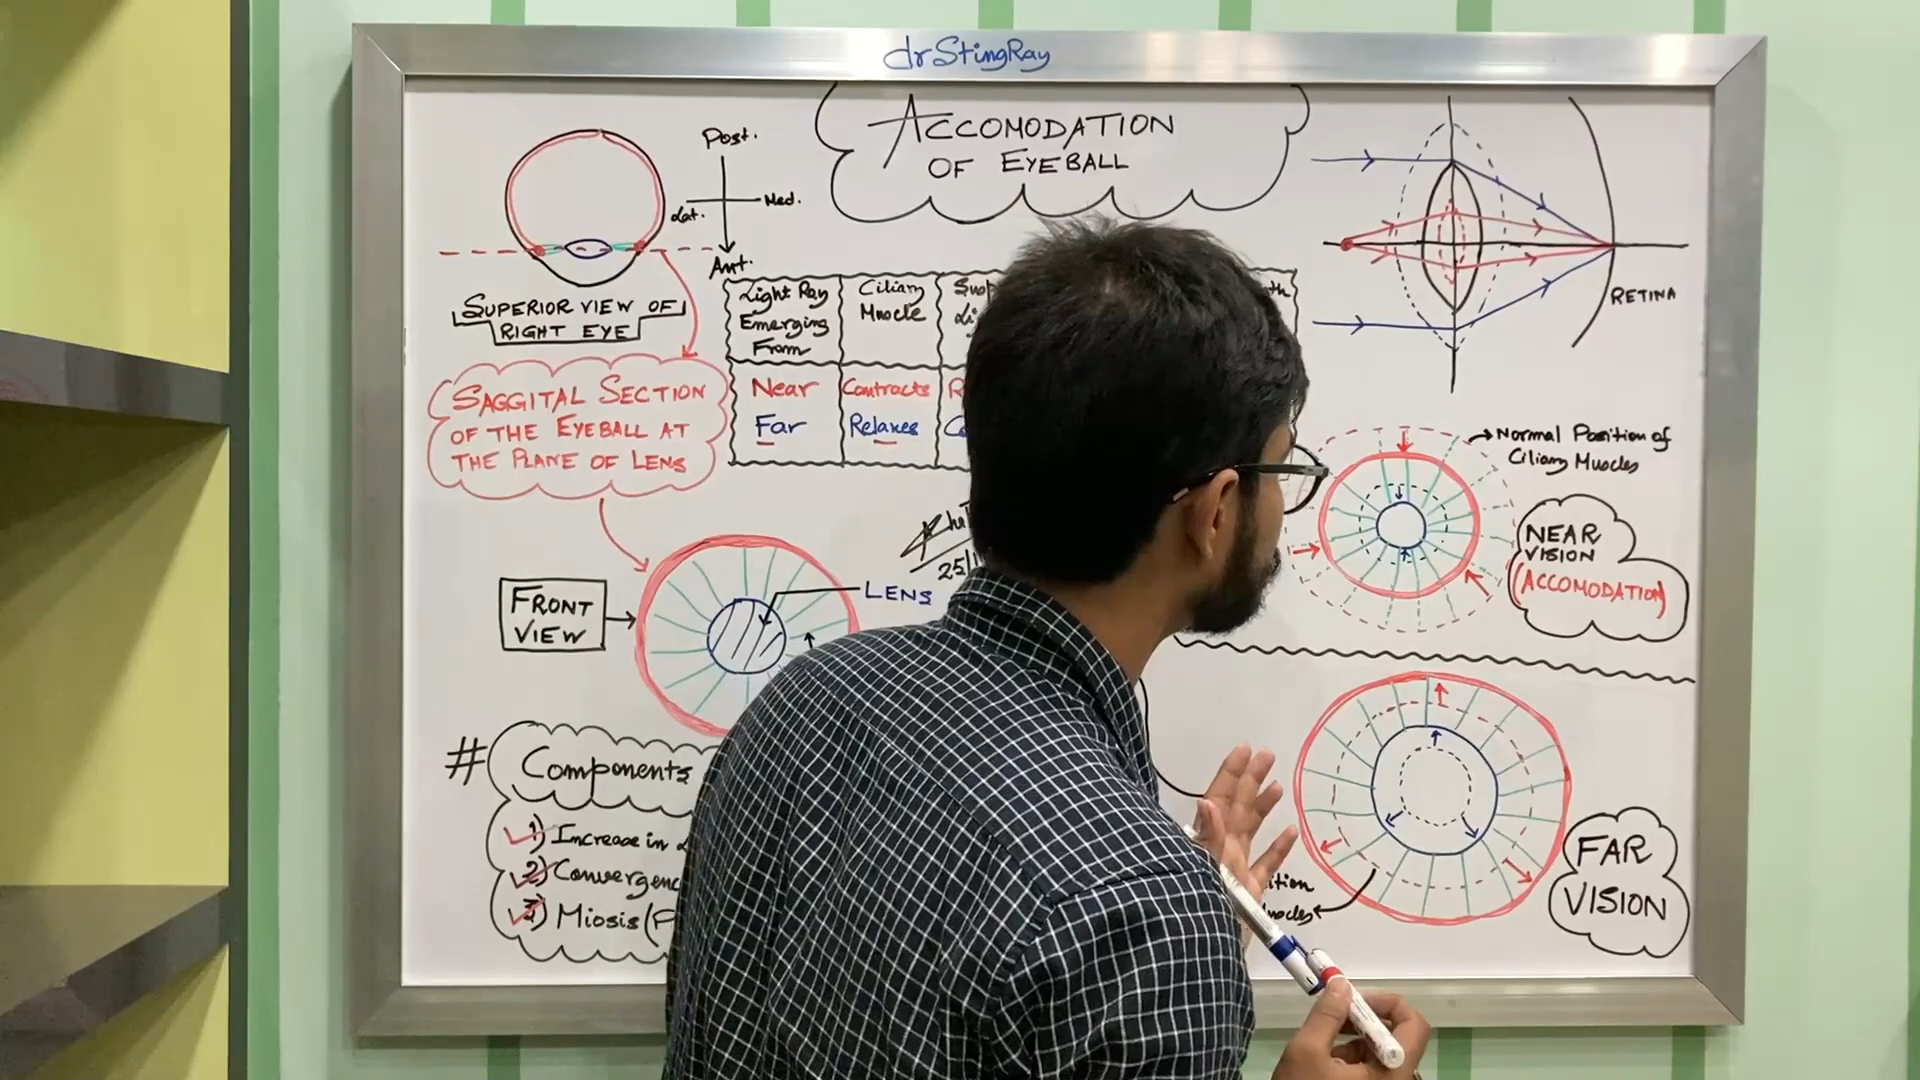 drStingRay
ACCOMODATION
OF EYEBALL
Post.
Lat.
Med.
Ant.
SUPERIOR VIEW OF
RIGHT EYE
SAGGITAL SECTION
OF THE EYEBALL AT
THE PLANE OF LENS
Light Ray
Emerging
From
Ciliary
Muscle
Near
Contracts
Far
Relaxes
RETINA
Normal Position of
Ciliary Muscles
NEAR
VISION
(ACCOMODATION)
FRONT
VIEW
LENS
25/
# Components
1) Increase in
2) Convergenc
3) Miosis (P
FAR
VISION